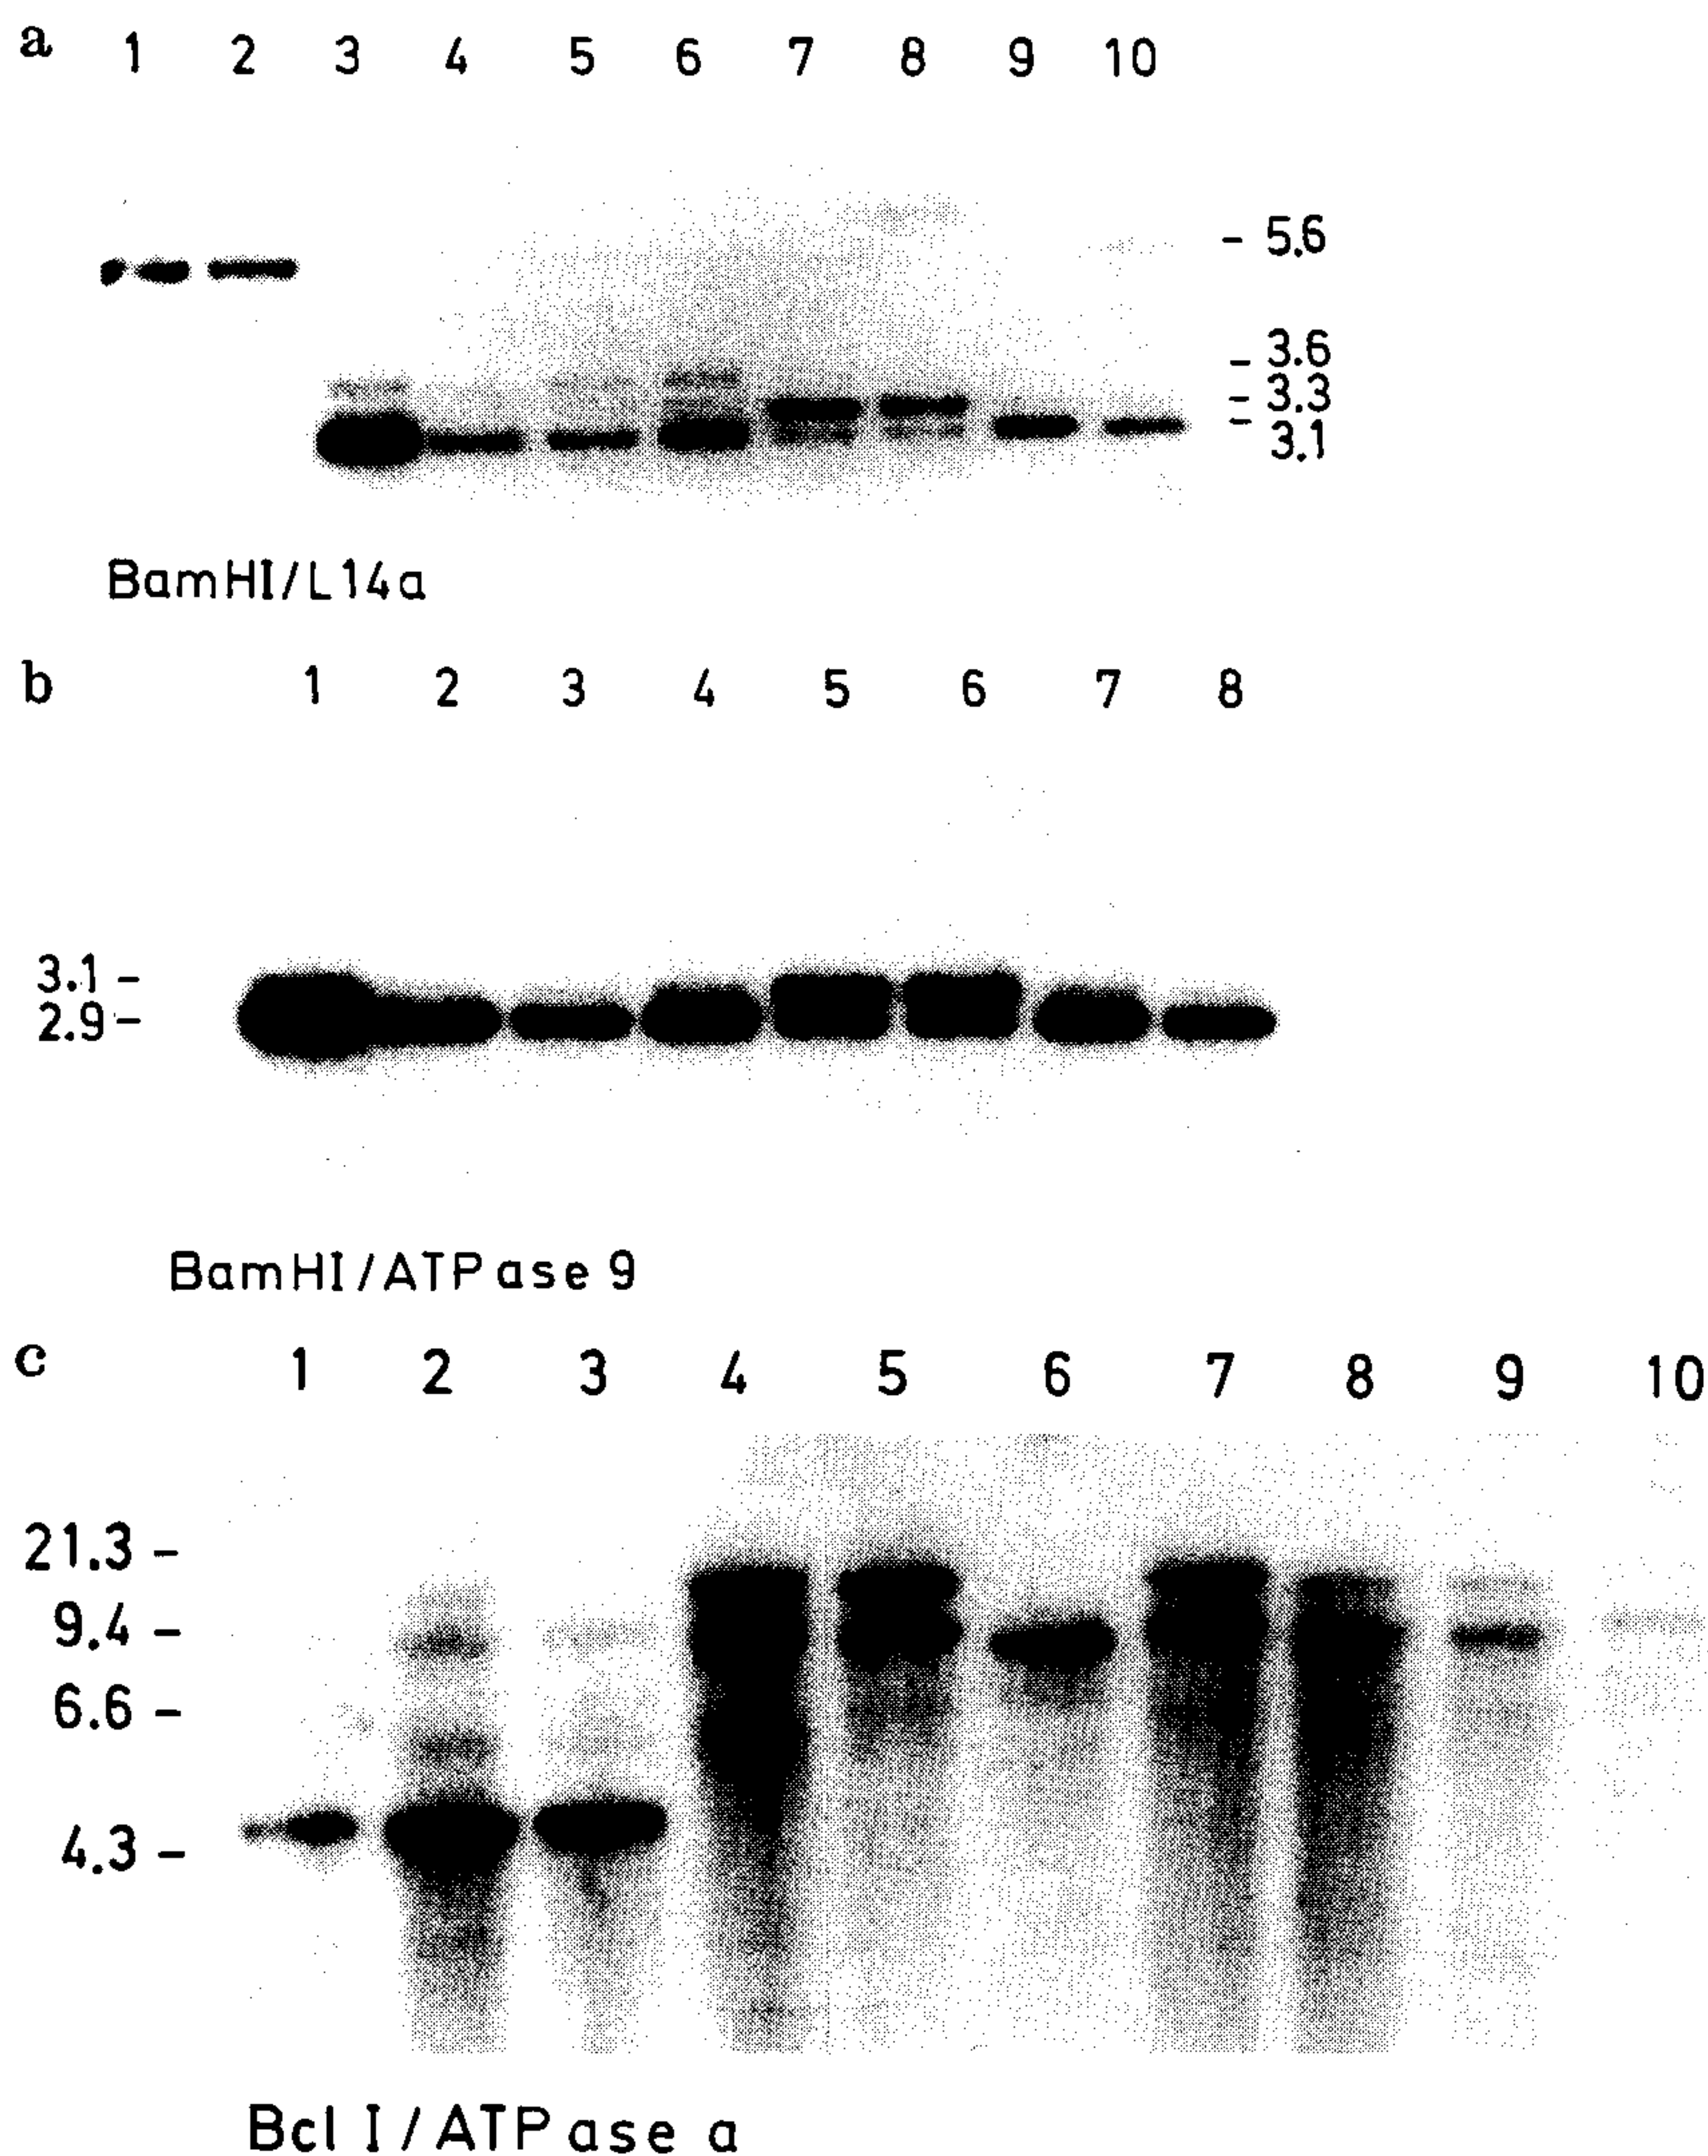 a 1 2 3 4 5 6 7 8 9 10
- 5.6
- 3.6
- 3.3
- 3.1
BamHI/L14a
b 1 2 3 4 5 6 7 8
3.1 -
2.9 -
BamHI/ATPase 9
c 1 2 3 4 5 6 7 8 9 10
21.3 -
9.4 -
6.6 -
4.3 -
Bcl I/ATPase a